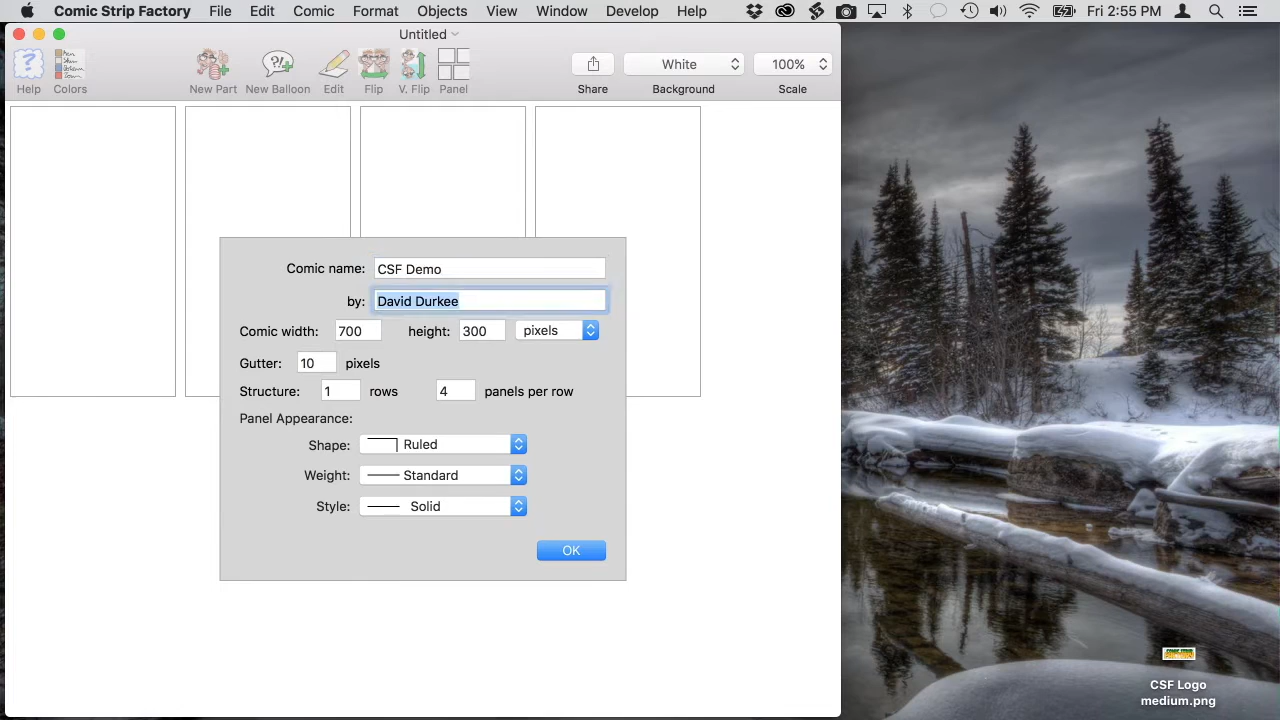 Comic Strip Factory File Edit Comic Format Objects View Window Develop Help Fri 2:55 PM
Untitled
White 100%
Help Colors New Part New Balloon Edit Flip V. Flip Panel Share Background Scale
Comic name: CSF Demo
by: David Durkee
Comic width: 700 height: 300 pixels
Gutter: 10 pixels
Structure: 1 rows 4 panels per row
Panel Appearance:
Shape: Ruled
Weight: Standard
Style: Solid
OK
CSF Logo
medium.png